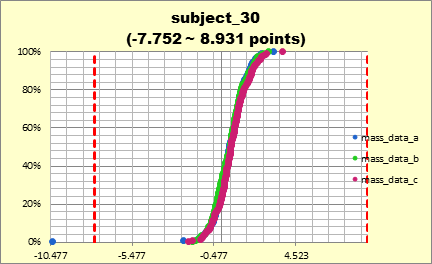 subject_30
(-7.752 ~ 8.931 points)
100%
80%
60%
40%
20%
0%
-10.477
-5.477
-0.477
4.523
mass_data_a
mass_data_b
mass_data_c